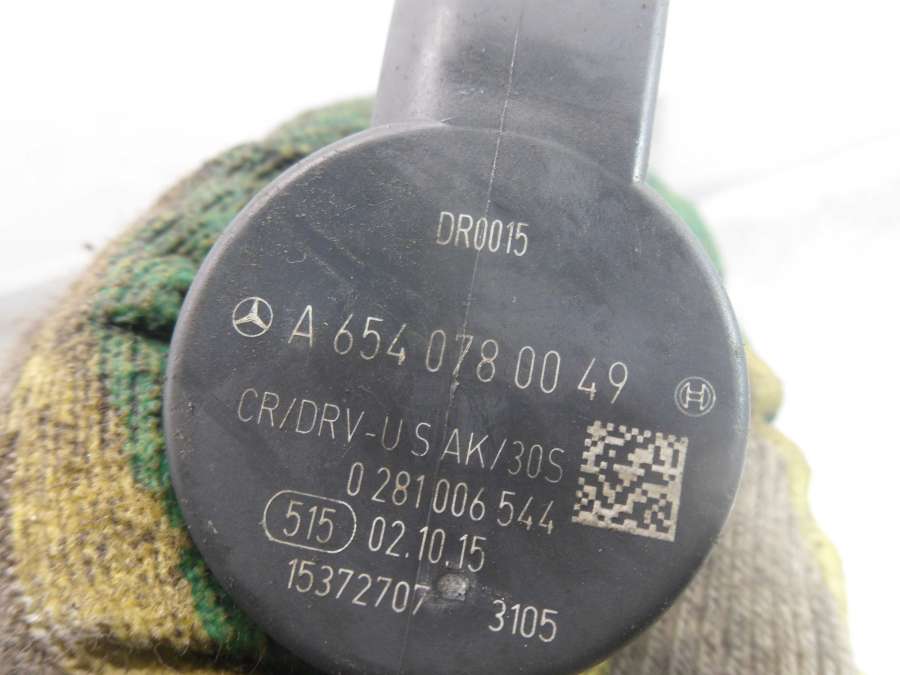 DR0015
A 654 078 00 49
CR/DRV-U S AK/30S
0 281 006 544
515 02.10.15
15372707 3105